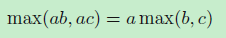 max(ab, ac) = a max(b, c)